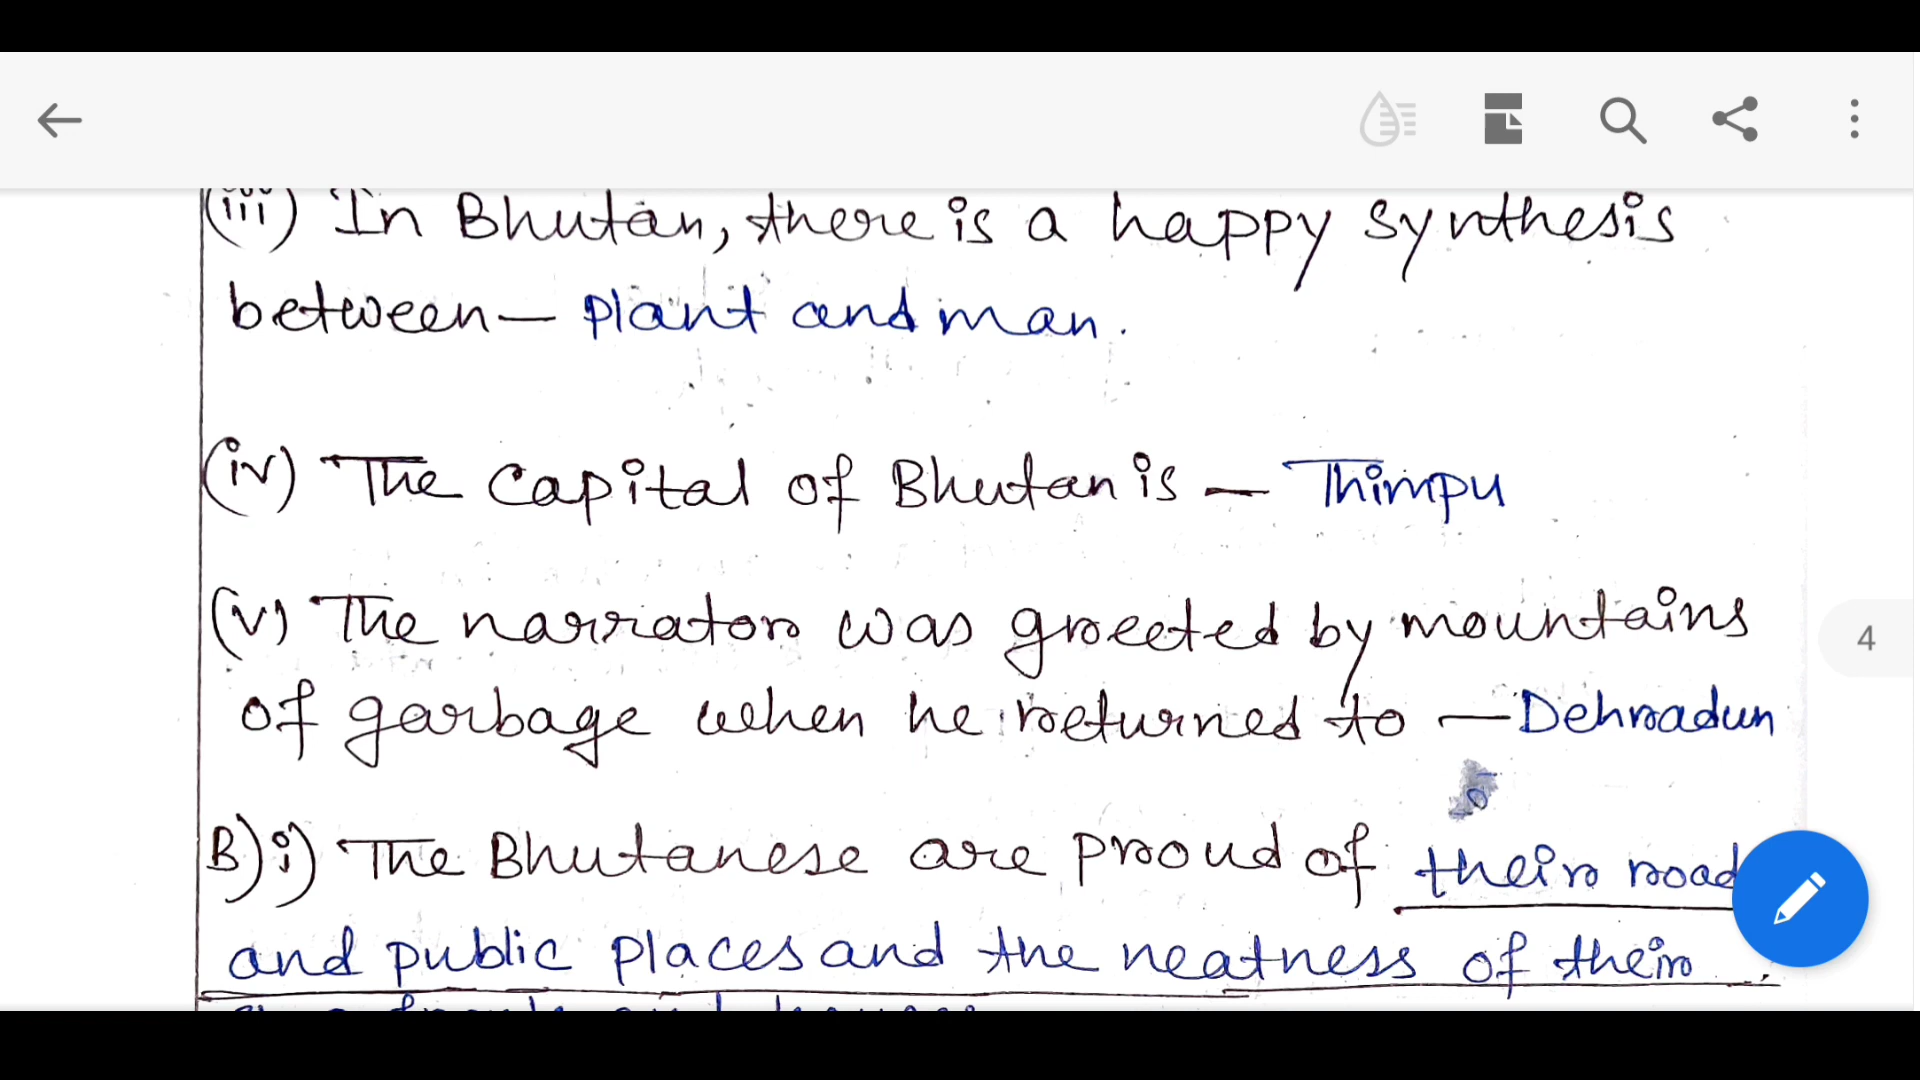 (iii) In Bhutan, there is a happy synthesis
between — plant and man.
(iv) The capital of Bhutan is — Thimpu
(v) The narrator was greeted by mountains
4
of garbage when he returned to — Dehradun
B) i) The Bhutanese are proud of their road
and public places and the neatness of their